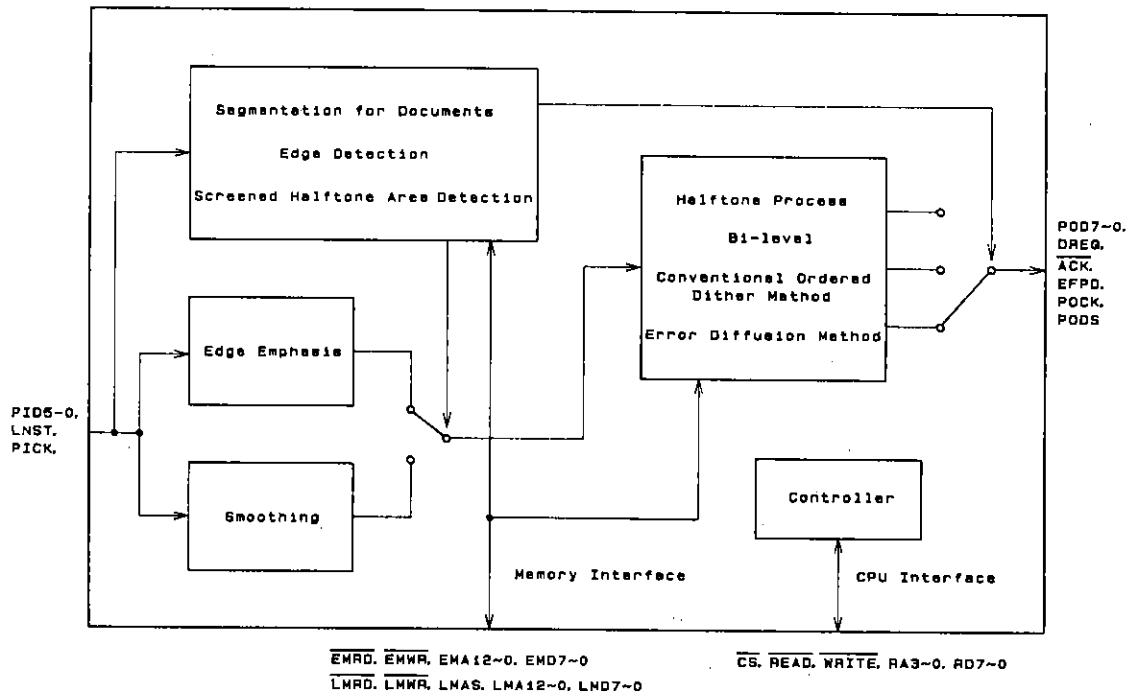 Segmentation for Documents
Edge Detection
Screened Halftone Area Detection
Halftone Process
Bi-level
Conventional Ordered
Dither Method
Error Diffusion Method
POD7~0,
DREQ,
ACK,
EFPD,
POCK,
PODS
Edge Emphasis
PID5-0,
LNST,
PICK,
Smoothing
Controller
Memory Interface
CPU Interface
EMRD, EMWR, EMA12~0, EMD7~0
LMRD, LMWR, LMAS, LMA12~0, LMD7~0
CS, READ, WRITE, RA3~0, RD7~0